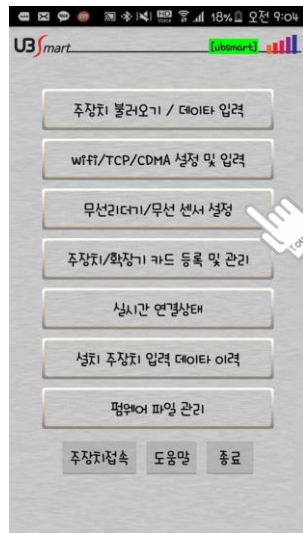 18% 오전 9:04
UBSmart
[ubsmart]
주장치 불러오기 / 데이타 입력
Wifi/TCP/CDMA 설정 및 입력
무선리더기/무선 센서 설정
주장치/확장기 카드 등록 및 관리
실시간 연결상태
설치 주장치 입력 데이타 이력
펌웨어 파일 관리
주장치접속 도움말 종료